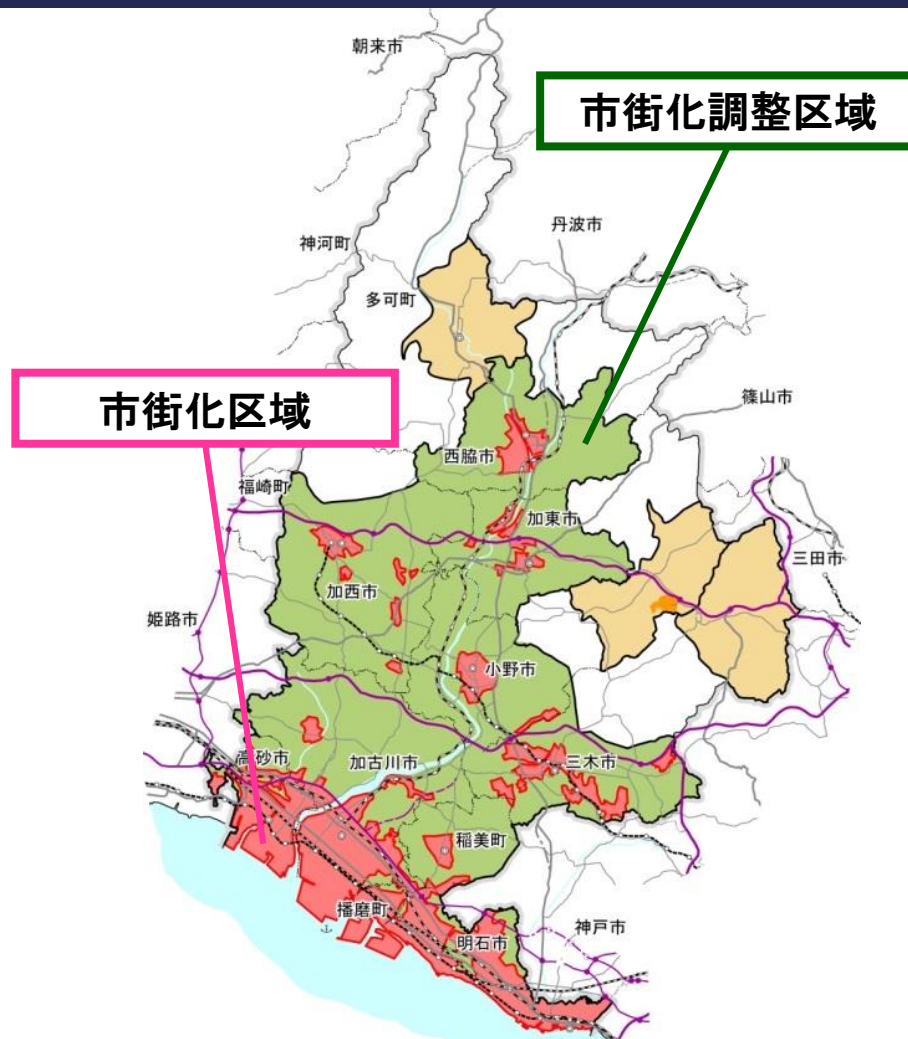 朝来市
市街化調整区域
丹波市
神河町
多可町
市街化区域
篠山市
西脇市
福崎町
加東市
三田市
加西市
姫路市
小野市
高砂市
加古川市
三木市
稲美町
播磨町
神戸市
明石市